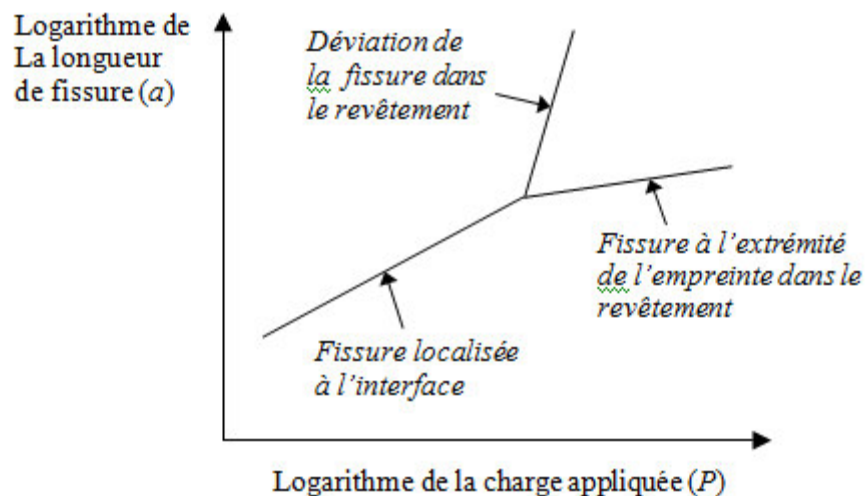 Logarithme de
La longueur
de fissure (a)
Déviation de
la fissure dans
le revêtement
Fissure à l'extrémité
de l'empreinte dans le
revêtement
Fissure localisée
à l'interface
Logarithme de la charge appliquée (P)